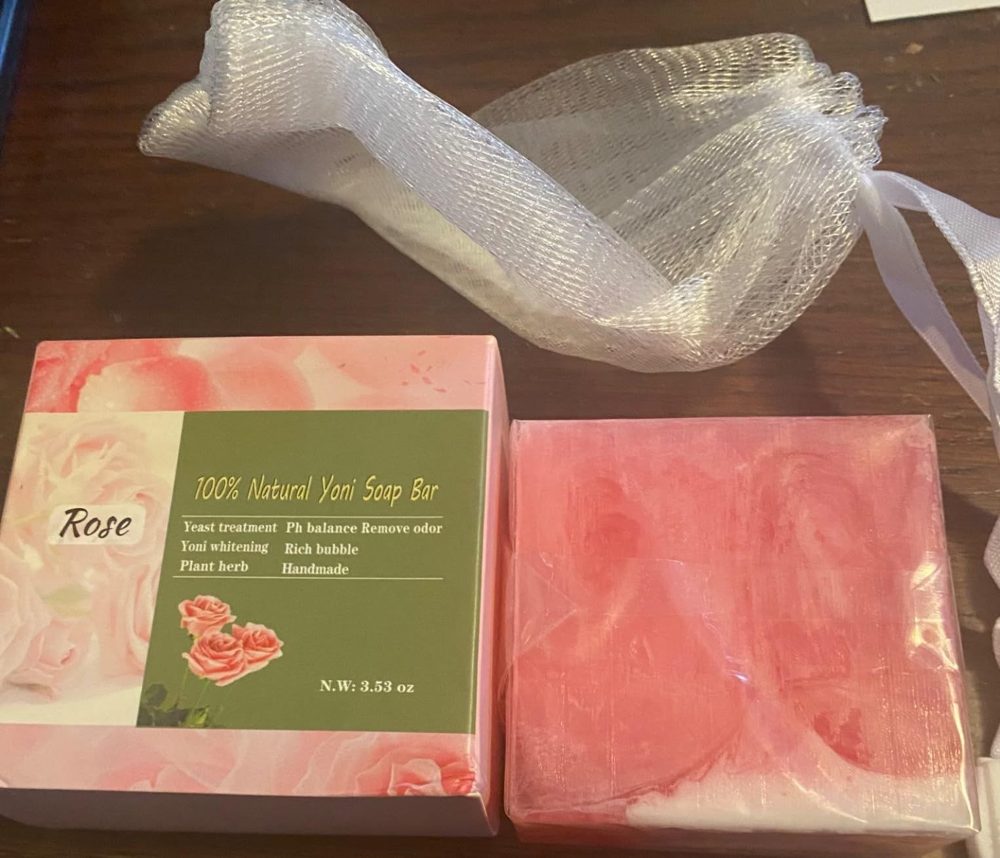 100% Natural Yoni Soap Bar
Rose
Yeast treatment Ph balance Remove odor
Yoni whitening Rich bubble
Plant herb Handmade
N.W: 3.53 oz